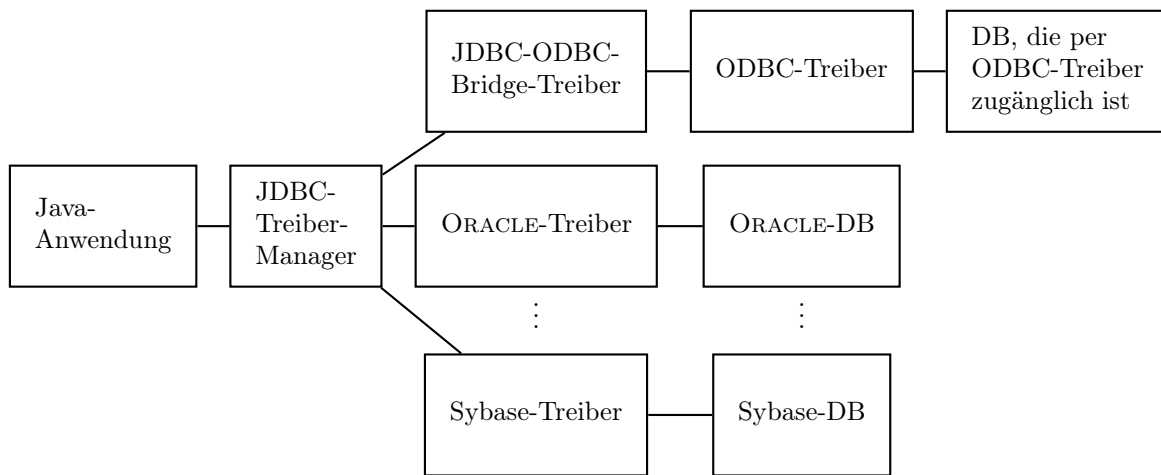 JDBC-ODBC-
Bridge-Treiber
ODBC-Treiber
DB, die per
ODBC-Treiber
zugänglich ist
Java-
Anwendung
JDBC-
Treiber-
Manager
ORACLE-Treiber
ORACLE-DB
⋮
⋮
Sybase-Treiber
Sybase-DB